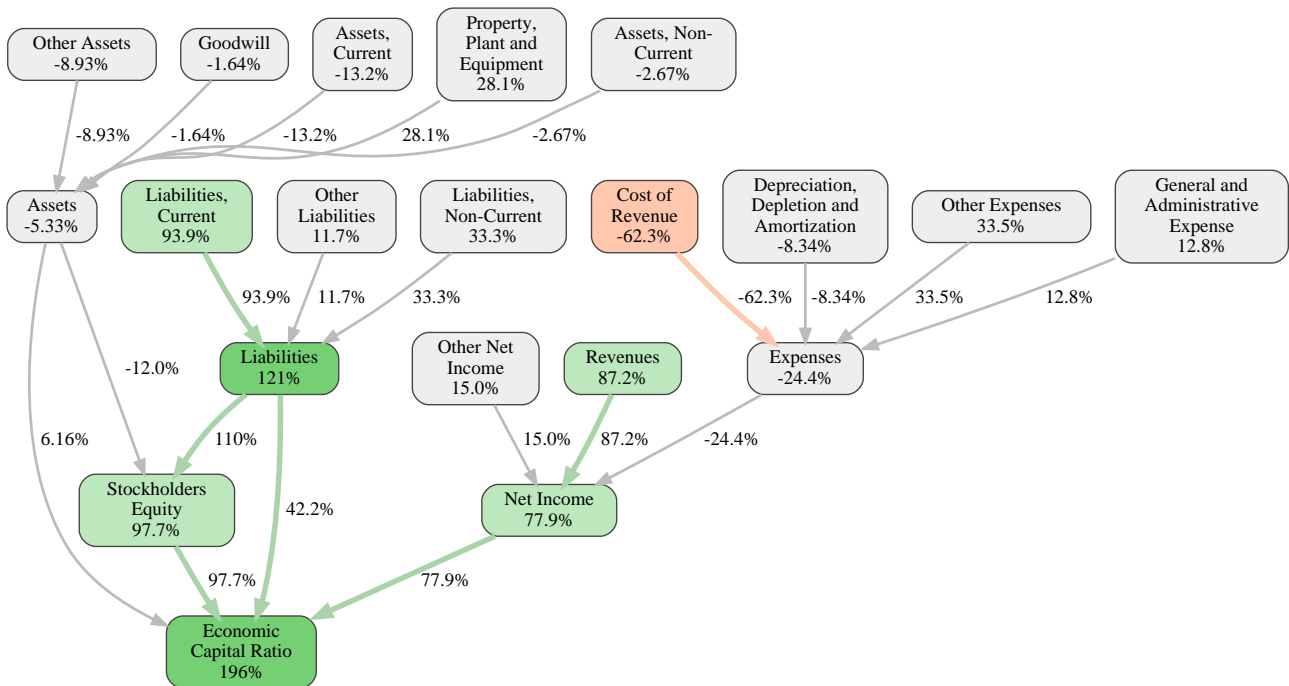 Other Assets
-8.93%
Goodwill
-1.64%
Assets,
Current
-13.2%
Property,
Plant and
Equipment
28.1%
Assets, Non-
Current
-2.67%
-8.93%
-1.64%
-13.2%
28.1%
-2.67%
Assets
-5.33%
Liabilities,
Current
93.9%
Other
Liabilities
11.7%
Liabilities,
Non-Current
33.3%
Cost of
Revenue
-62.3%
Depreciation,
Depletion and
Amortization
-8.34%
Other Expenses
33.5%
General and
Administrative
Expense
12.8%
93.9%
11.7%
33.3%
-62.3%
-8.34%
33.5%
12.8%
Liabilities
121%
Other Net
Income
15.0%
Revenues
87.2%
Expenses
-24.4%
-12.0%
6.16%
110%
15.0%
87.2%
-24.4%
Stockholders
Equity
97.7%
42.2%
Net Income
77.9%
97.7%
77.9%
Economic
Capital Ratio
196%